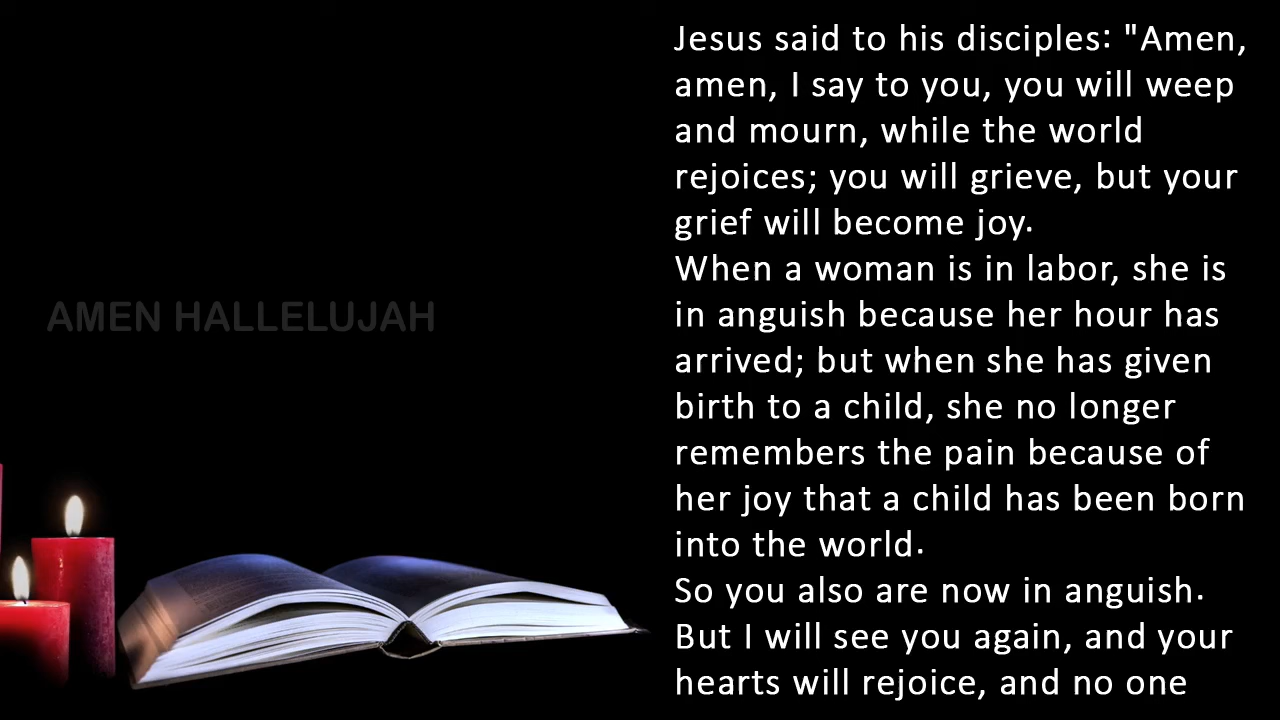 Jesus said to his disciples: "Amen,
amen, I say to you, you will weep
and mourn, while the world
rejoices; you will grieve, but your
grief will become joy.
When a woman is in labor, she is
in anguish because her hour has
arrived; but when she has given
birth to a child, she no longer
remembers the pain because of
her joy that a child has been born
into the world.
So you also are now in anguish.
But I will see you again, and your
hearts will rejoice, and no one
AMEN HALLELUJAH